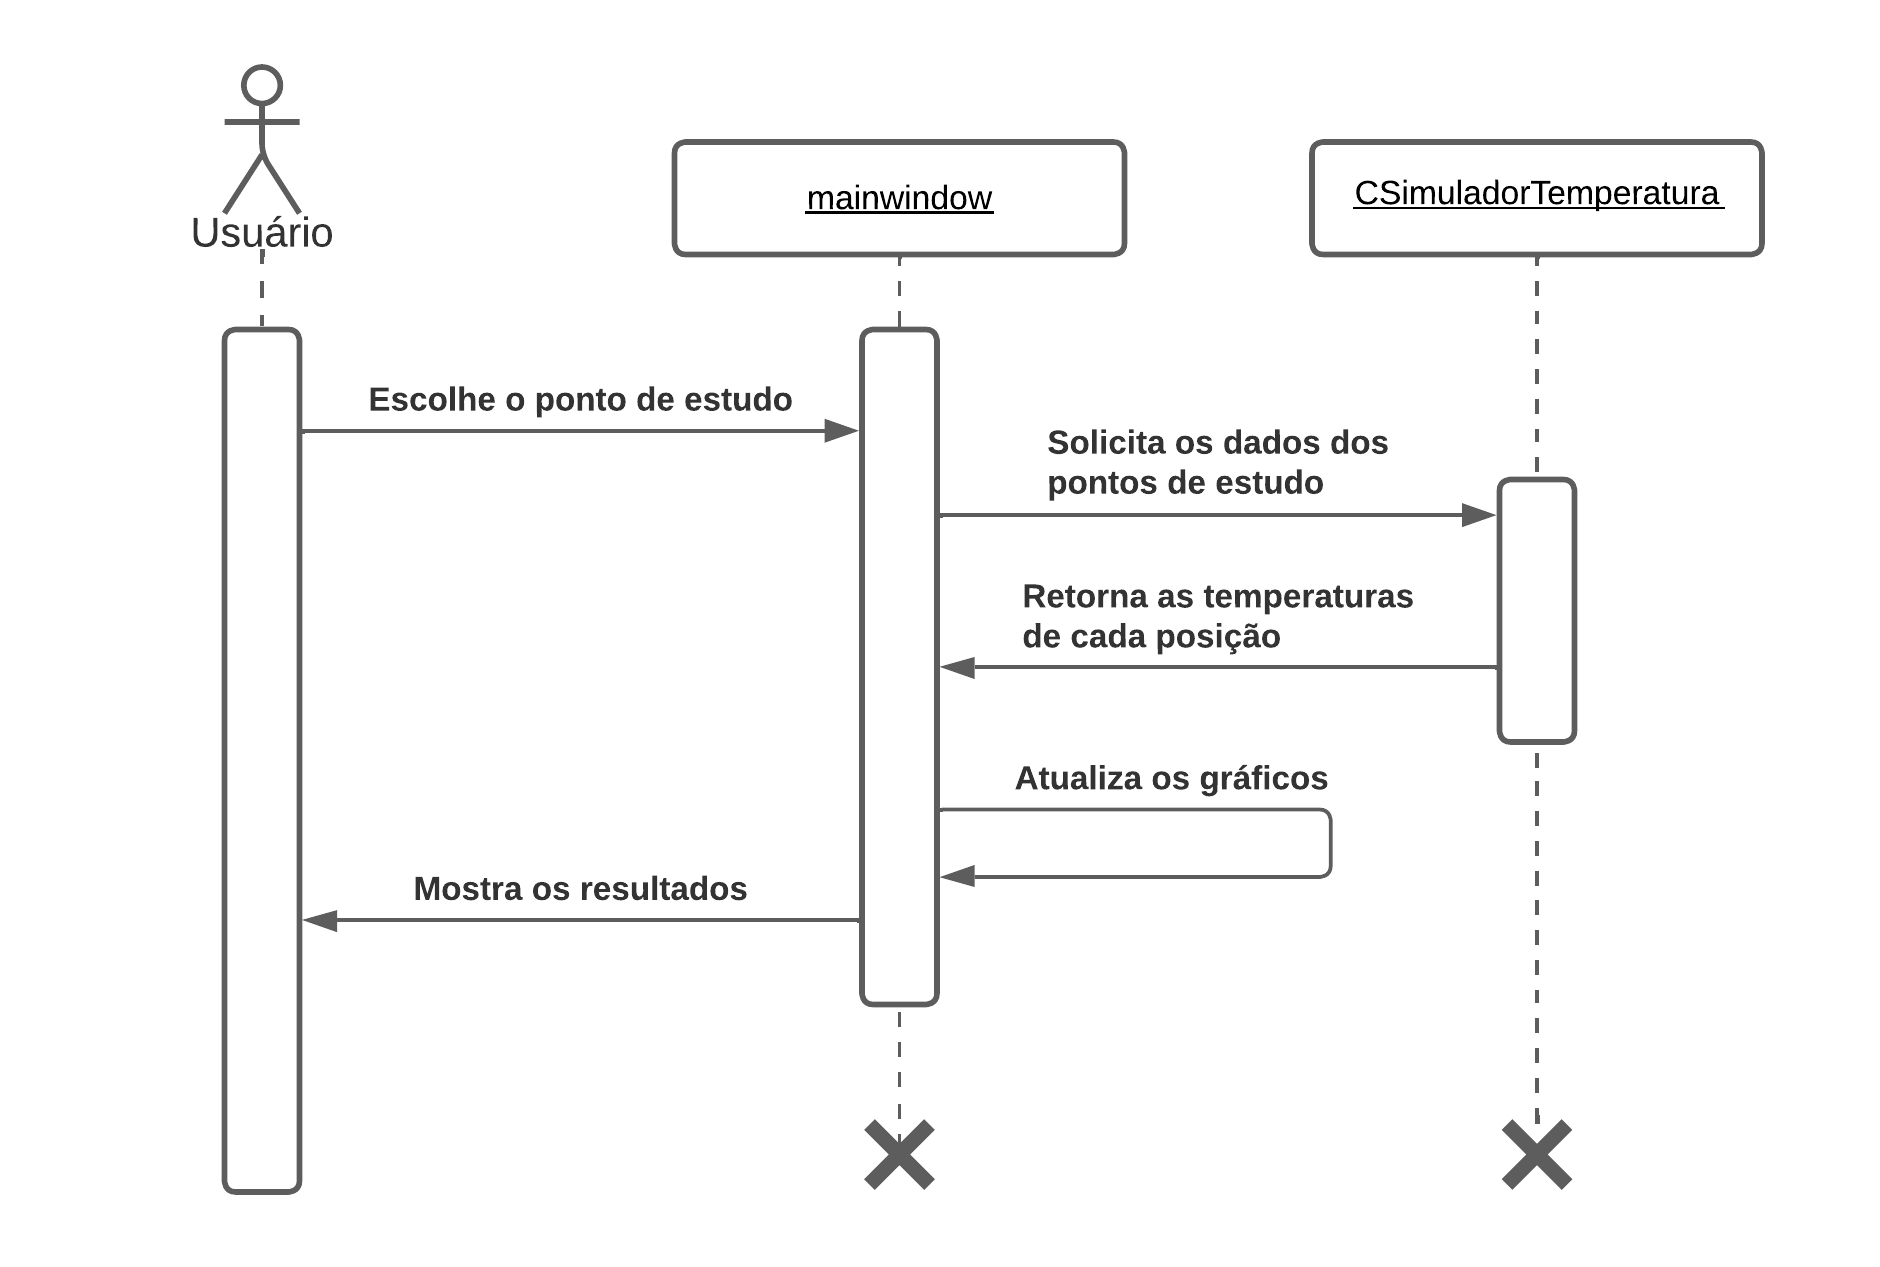 Usuário
mainwindow
CSimuladorTemperatura
Escolhe o ponto de estudo
Solicita os dados dos
pontos de estudo
Retorna as temperaturas
de cada posição
Atualiza os gráficos
Mostra os resultados